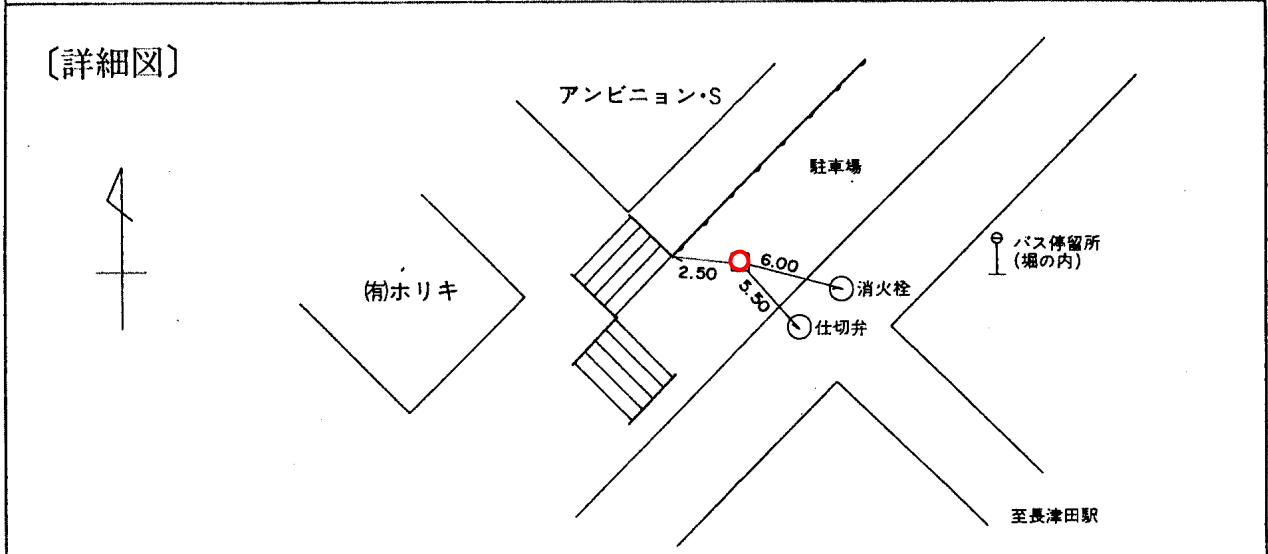 〔詳細図〕
アンビニョン・S
駐車場
バス停留所
(堀の内)
2.50
6.00
5.50
消火栓
(有)ホリキ
仕切弁
至長津田駅